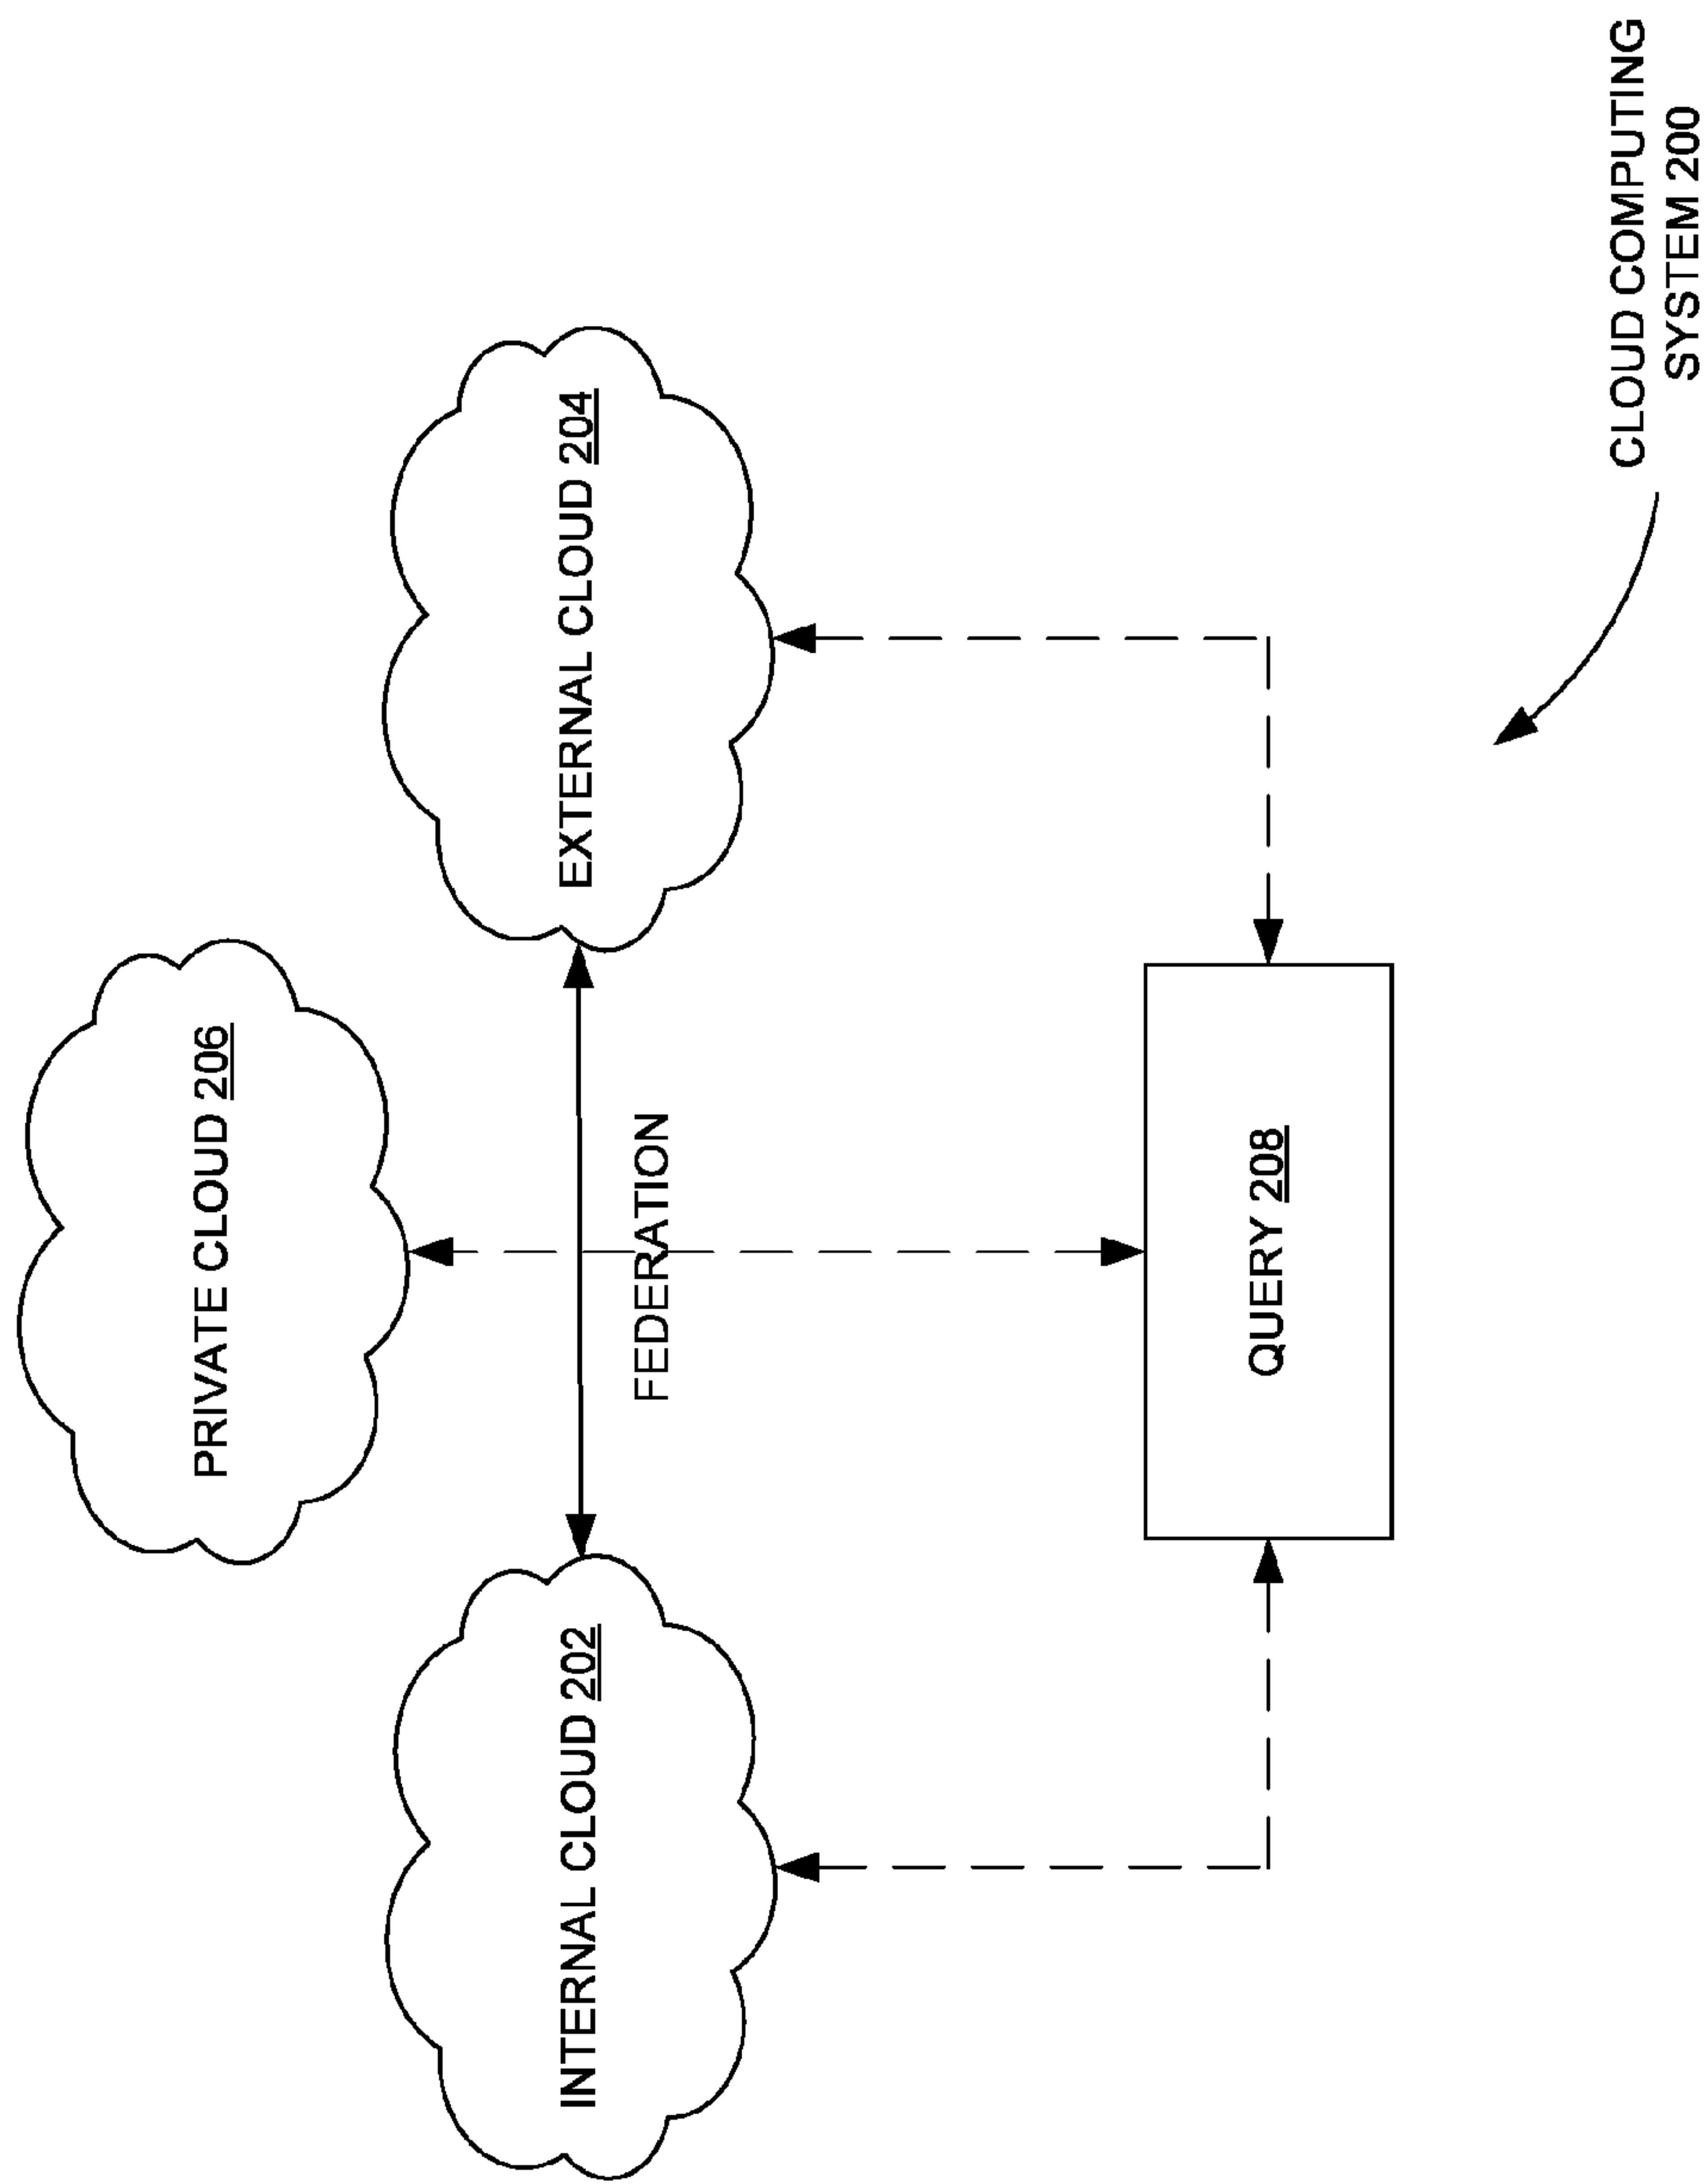 PRIVATE CLOUD 206
INTERNAL CLOUD 202
EXTERNAL CLOUD 204
FEDERATION
QUERY 208
CLOUD COMPUTING
SYSTEM 200